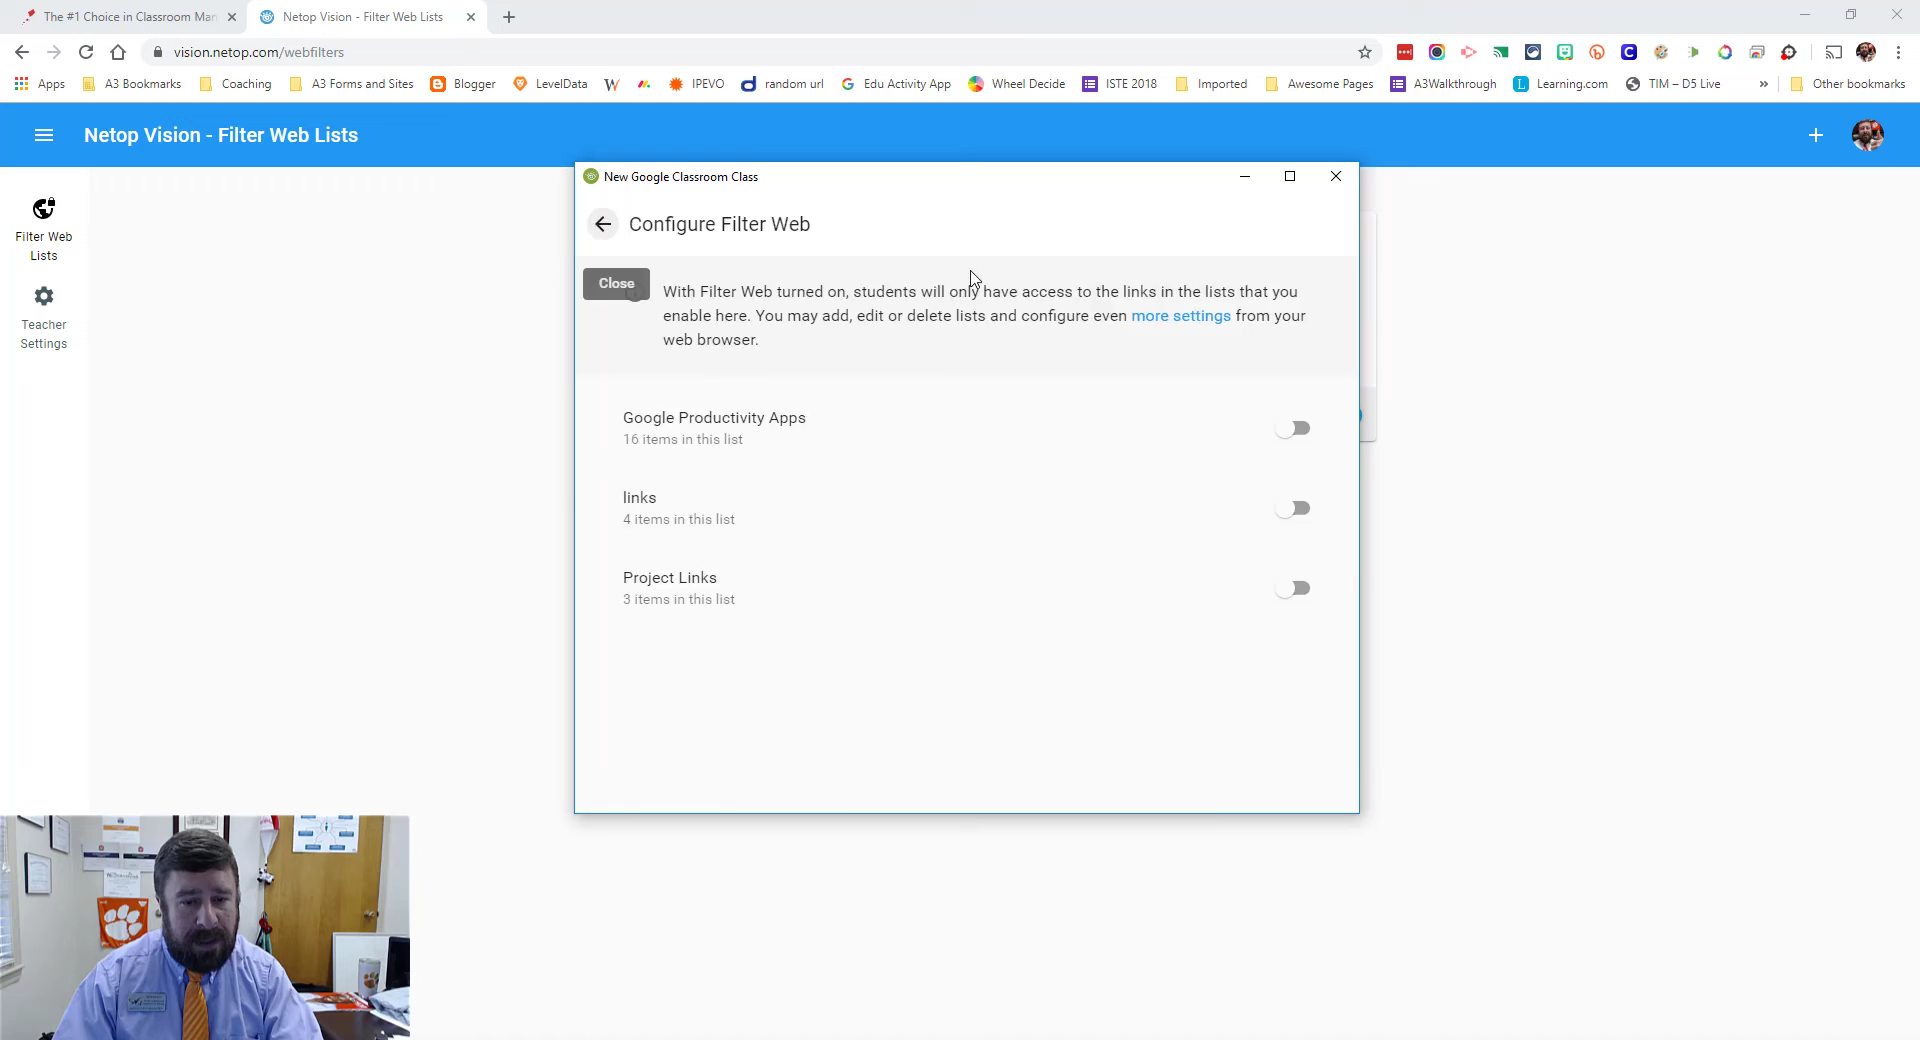 The #1 Choice in Classroom Man
Netop Vision - Filter Web Lists
vision.netop.com/webfilters
Apps
A3 Bookmarks
Coaching
A3 Forms and Sites
Blogger
LevelData
IPEVO
random url
Edu Activity App
Wheel Decide
ISTE 2018
Imported
Awesome Pages
A3Walkthrough
Learning.com
TIM – D5 Live
»
Other bookmarks
Netop Vision - Filter Web Lists
Filter Web
Lists
Teacher
Settings
New Google Classroom Class
Configure Filter Web
Close
With Filter Web turned on, students will only have access to the links in the lists that you
enable here. You may add, edit or delete lists and configure even more settings from your
web browser.
Google Productivity Apps
16 items in this list
links
4 items in this list
Project Links
3 items in this list